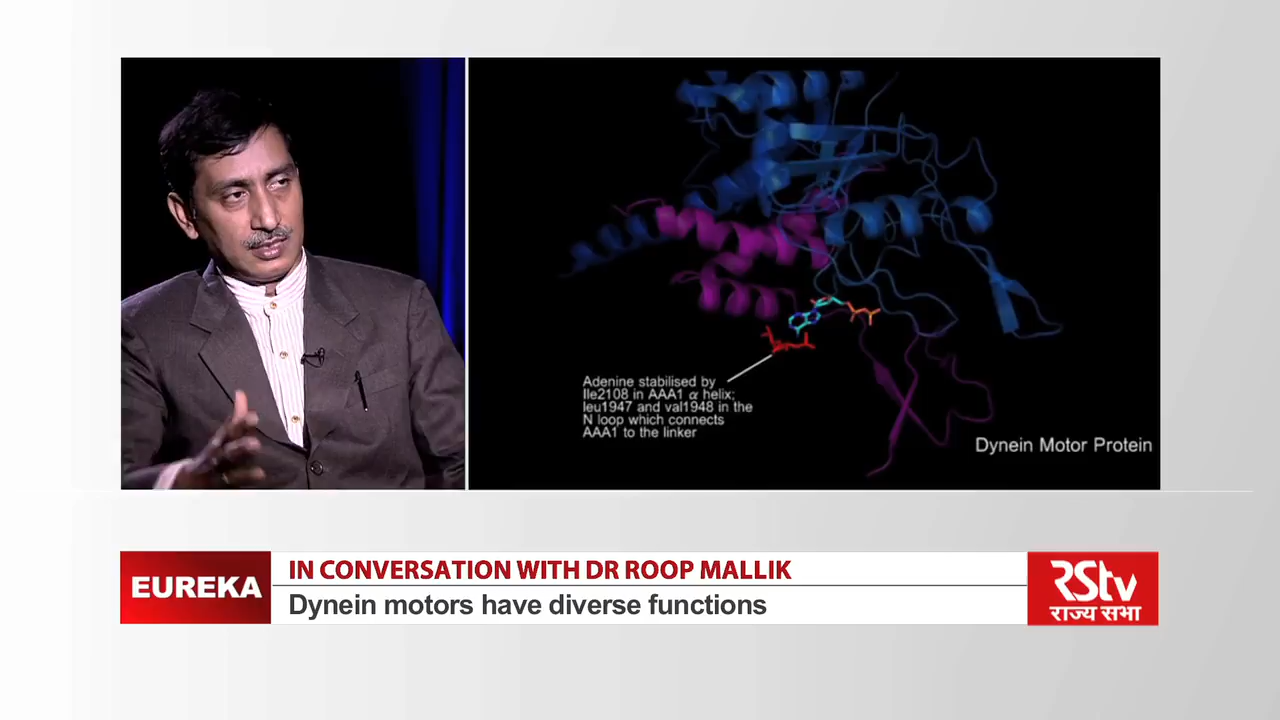 Adenine stabilised by
Ile2108 in AAA1 α helix;
leu1947 and val1948 in the
N loop which connects
AAA1 to the linker
Dynein Motor Protein
EUREKA
IN CONVERSATION WITH DR ROOP MALLIK
Dynein motors have diverse functions
RStv
राज्य सभा